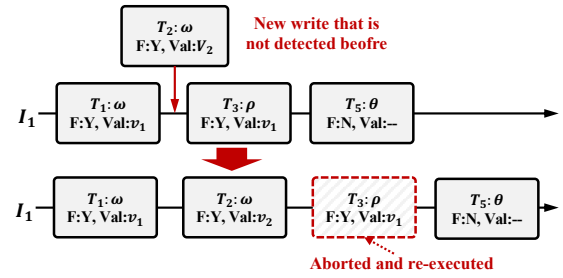 T₂: ω
F:Y, Val:V₂
New write that is
not detected beofre
I₁
T₁: ω
F:Y, Val:v₁
T₃: ρ
F:Y, Val:v₁
T₅: θ
F:N, Val:--
I₁
T₁: ω
F:Y, Val:v₁
T₂: ω
F:Y, Val:v₂
T₃: ρ
F:Y, Val:v₁
T₅: θ
F:N, Val:--
Aborted and re-executed